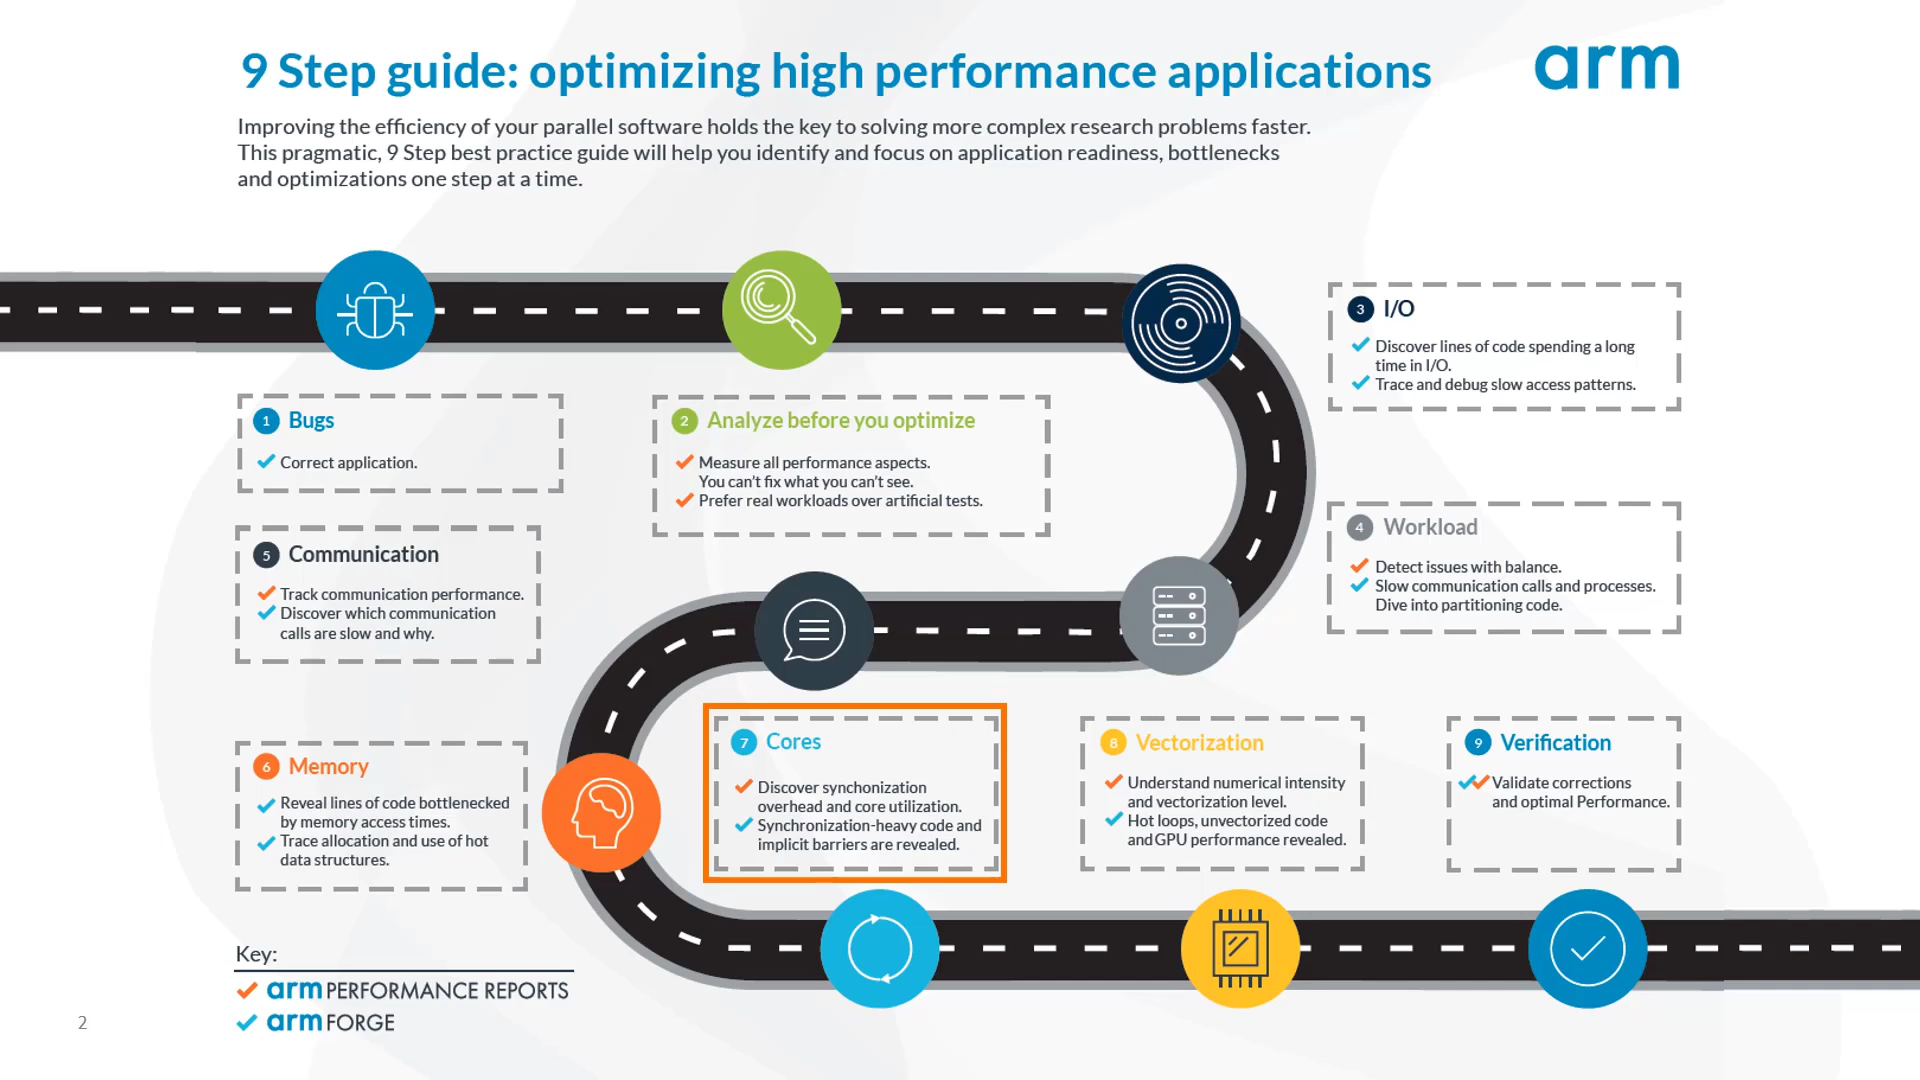 9 Step guide: optimizing high performance applications
arm
Improving the efficiency of your parallel software holds the key to solving more complex research problems faster.
This pragmatic, 9 Step best practice guide will help you identify and focus on application readiness, bottlenecks
and optimizations one step at a time.
1 Bugs
Correct application.
2 Analyze before you optimize
Measure all performance aspects.
You can't fix what you can't see.
Prefer real workloads over artificial tests.
3 I/O
Discover lines of code spending a long
time in I/O.
Trace and debug slow access patterns.
4 Workload
Detect issues with balance.
Slow communication calls and processes.
Dive into partitioning code.
5 Communication
Track communication performance.
Discover which communication
calls are slow and why.
6 Memory
Reveal lines of code bottlenecked
by memory access times.
Trace allocation and use of hot
data structures.
7 Cores
Discover synchonization
overhead and core utilization.
Synchronization-heavy code and
implicit barriers are revealed.
8 Vectorization
Understand numerical intensity
and vectorization level.
Hot loops, unvectorized code
and GPU performance revealed.
9 Verification
Validate corrections
and optimal Performance.
Key:
arm PERFORMANCE REPORTS
arm FORGE
2